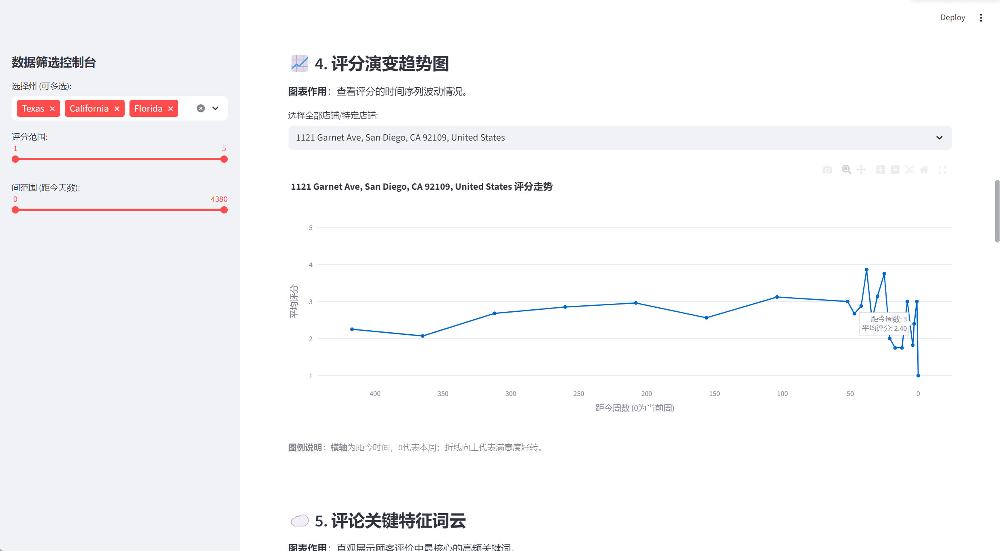 Deploy
数据筛选控制台
选择州 (可多选):
Texas
California
Florida
评分范围:
1
5
间范围 (距今天数):
0
4380
4. 评分演变趋势图
图表作用：查看评分的时间序列波动情况。
选择全部店铺/特定店铺:
1121 Garnet Ave, San Diego, CA 92109, United States
1121 Garnet Ave, San Diego, CA 92109, United States 评分走势
5
4
3
2
1
平均评分
距今周数: 3
平均评分: 2.40
400 350 300 250 200 150 100 50 0
距今周数 (0为当前周)
图例说明：横轴为距今时间，0代表本周；折线向上代表满意度好转。
5. 评论关键特征词云
图表作用：直观展示顾客评价中最核心的高频关键词。